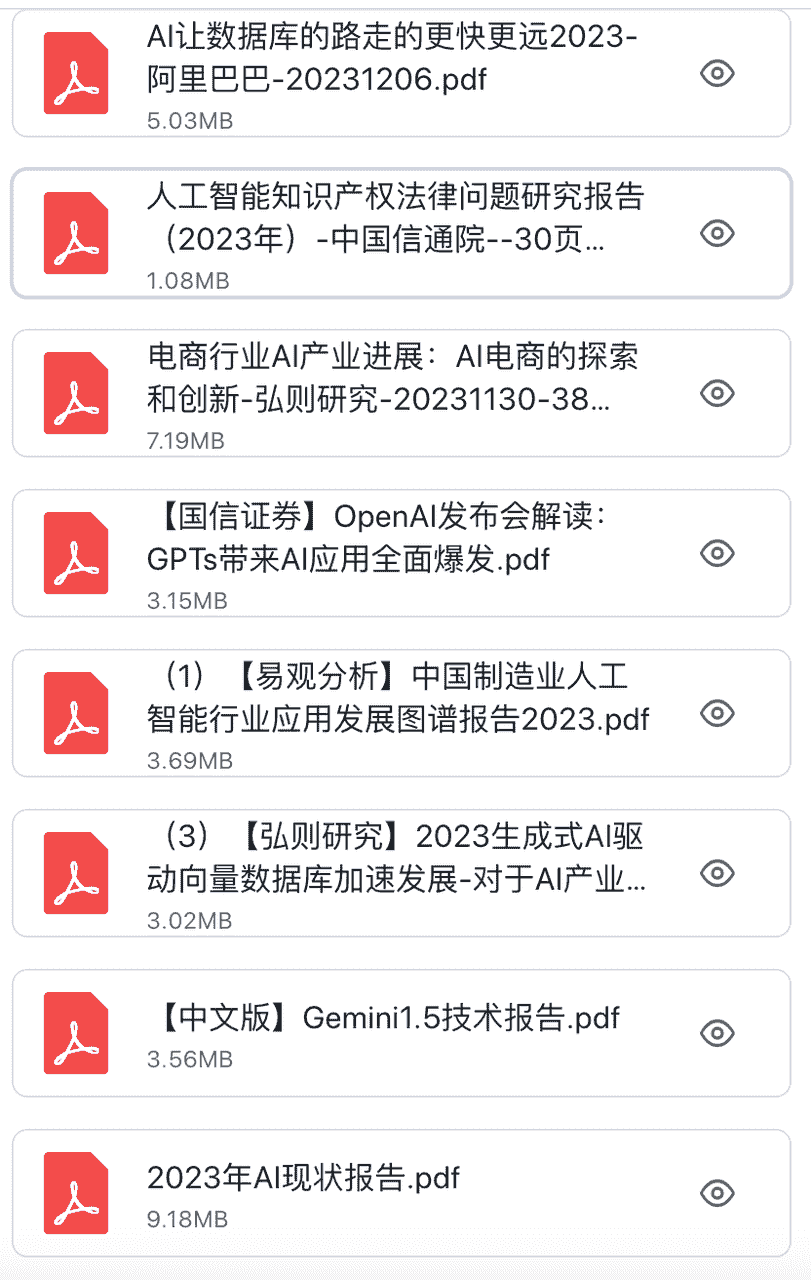 AI让数据库的路走的更快更远2023-
阿里巴巴-20231206.pdf
5.03MB
人工智能知识产权法律问题研究报告
（2023年）-中国信通院--30页...
1.08MB
电商行业AI产业进展：AI电商的探索
和创新-弘则研究-20231130-38...
7.19MB
【国信证券】OpenAI发布会解读：
GPTs带来AI应用全面爆发.pdf
3.15MB
（1）【易观分析】中国制造业人工
智能行业应用发展图谱报告2023.pdf
3.69MB
（3）【弘则研究】2023生成式AI驱
动向量数据库加速发展-对于AI产业...
3.02MB
【中文版】Gemini1.5技术报告.pdf
3.56MB
2023年AI现状报告.pdf
9.18MB